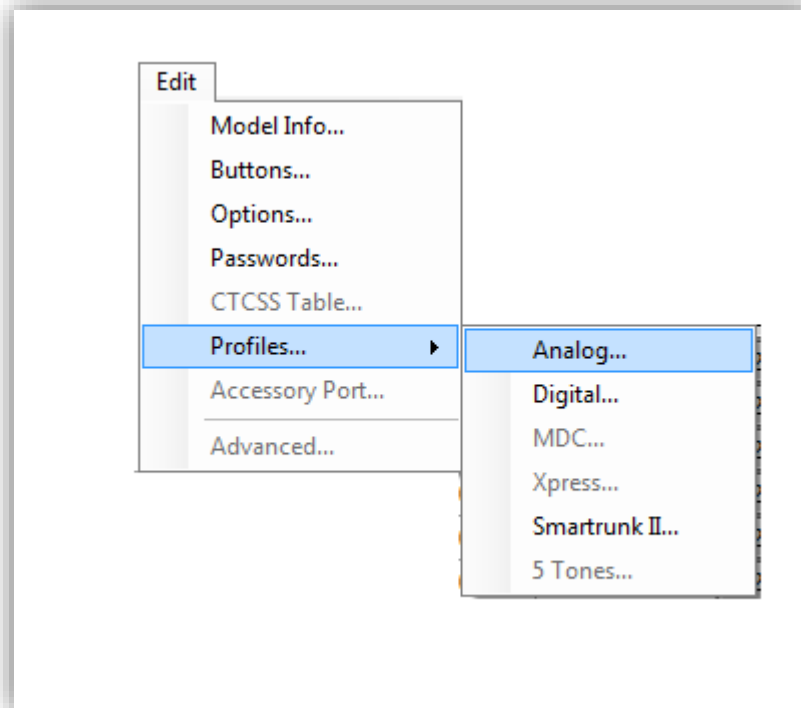 Edit
Model Info...
Buttons...
Options...
Passwords...
CTCSS Table...
Profiles...
Accessory Port...
Advanced...
Analog...
Digital...
MDC...
Xpress...
Smartrunk II...
5 Tones...